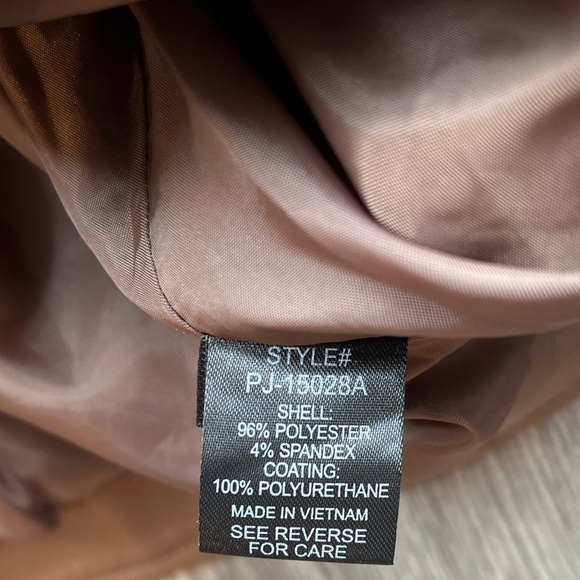 STYLE#
PJ-15028A
SHELL:
96% POLYESTER
4% SPANDEX
COATING:
100% POLYURETHANE
MADE IN VIETNAM
SEE REVERSE
FOR CARE